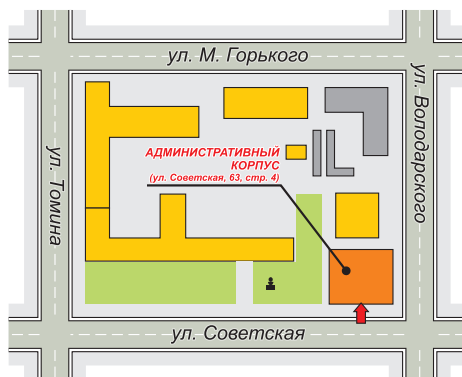 ул. М. Горького
ул. Володарского
АДМИНИСТРАТИВНЫЙ
КОРПУС
(ул. Советская, 63, стр. 4)
ул. Томина
ул. Советская